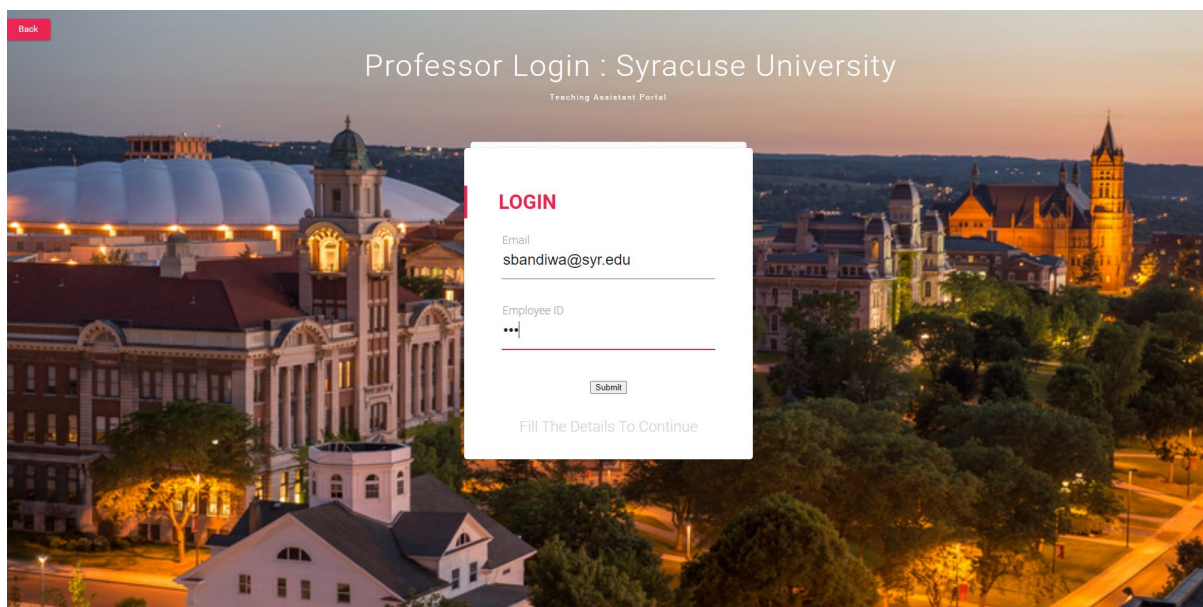 Back
Professor Login : Syracuse University
Teaching Assistant Portal
LOGIN
Email
sbandiwa@syr.edu
Employee ID
•••
Submit
Fill The Details To Continue